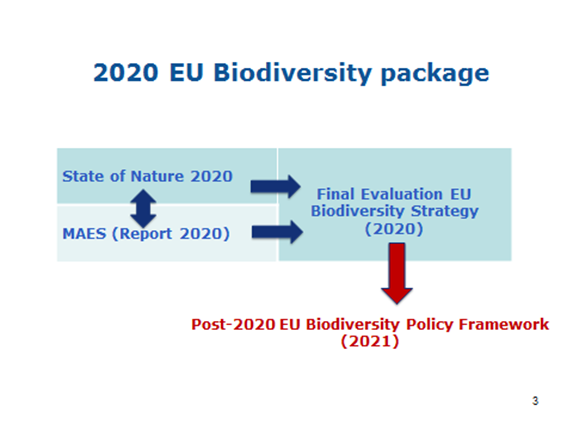 2020 EU Biodiversity package
State of Nature 2020
MAES (Report 2020)
Final Evaluation EU
Biodiversity Strategy
(2020)
Post-2020 EU Biodiversity Policy Framework
(2021)
3